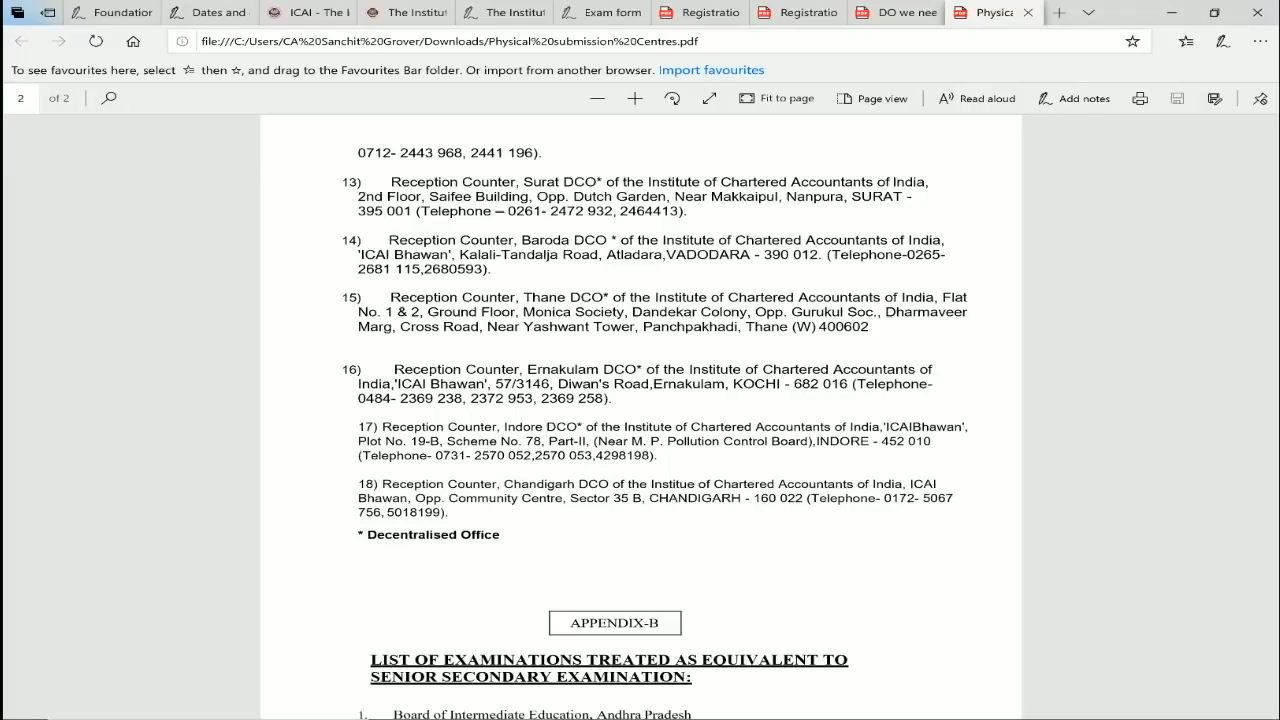 Foundation
Dates and
ICAI - The I
The Institu
The Institut
Exam form
Registratio
Registratio
DO we nee
Physica
file:///C:/Users/CA%20Sanchit%20Grover/Downloads/Physical%20submission%20Centres.pdf
To see favourites here, select then, and drag to the Favourites Bar folder. Or import from another browser. Import favourites
2 of 2 Fit to page Page view Read aloud Add notes
0712- 2443 968, 2441 196).
13) Reception Counter, Surat DCO* of the Institute of Chartered Accountants of India,
2nd Floor, Saifee Building, Opp. Dutch Garden, Near Makkaipul, Nanpura, SURAT -
395 001 (Telephone – 0261- 2472 932, 2464413).
14) Reception Counter, Baroda DCO * of the Institute of Chartered Accountants of India,
'ICAI Bhawan', Kalali-Tandalja Road, Atladara,VADODARA - 390 012. (Telephone-0265-
2681 115,2680593).
15) Reception Counter, Thane DCO* of the Institute of Chartered Accountants of India, Flat
No. 1 & 2, Ground Floor, Monica Society, Dandekar Colony, Opp. Gurukul Soc., Dharmaveer
Marg, Cross Road, Near Yashwant Tower, Panchpakhadi, Thane (W) 400602
16) Reception Counter, Ernakulam DCO* of the Institute of Chartered Accountants of
India,'ICAI Bhawan', 57/3146, Diwan's Road,Ernakulam, KOCHI - 682 016 (Telephone-
0484- 2369 238, 2372 953, 2369 258).
17) Reception Counter, Indore DCO* of the Institute of Chartered Accountants of India,'ICAIBhawan',
Plot No. 19-B, Scheme No. 78, Part-II, (Near M. P. Pollution Control Board),INDORE - 452 010
(Telephone- 0731- 2570 052,2570 053,4298198).
18) Reception Counter, Chandigarh DCO of the Institue of Chartered Accountants of India, ICAI
Bhawan, Opp. Community Centre, Sector 35 B, CHANDIGARH - 160 022 (Telephone- 0172- 5067
756, 5018199).
* Decentralised Office
APPENDIX-B
LIST OF EXAMINATIONS TREATED AS EQUIVALENT TO
SENIOR SECONDARY EXAMINATION:
1. Board of Intermediate Education, Andhra Pradesh